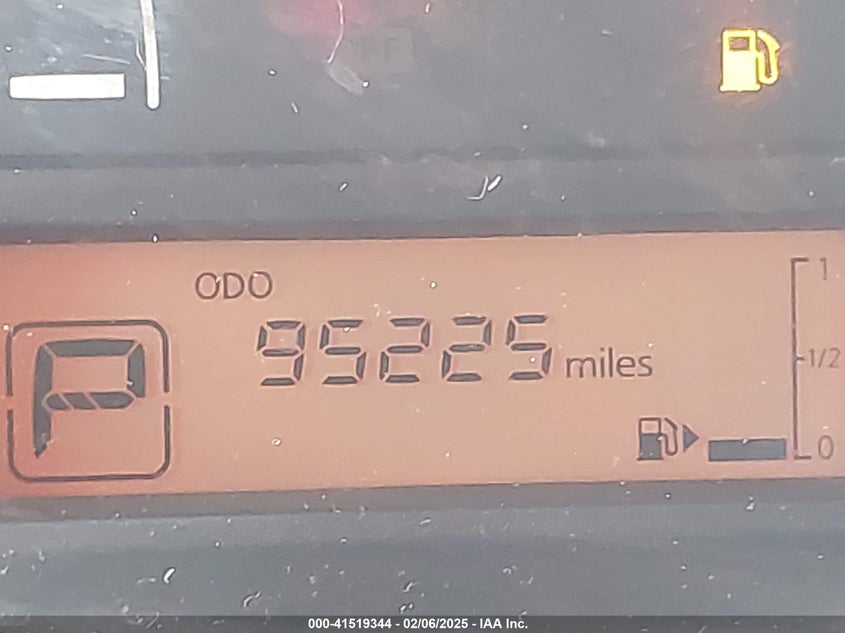 ODO
95225 miles
P
1
1/2
0
000-41519344 - 02/06/2025 - IAA Inc.